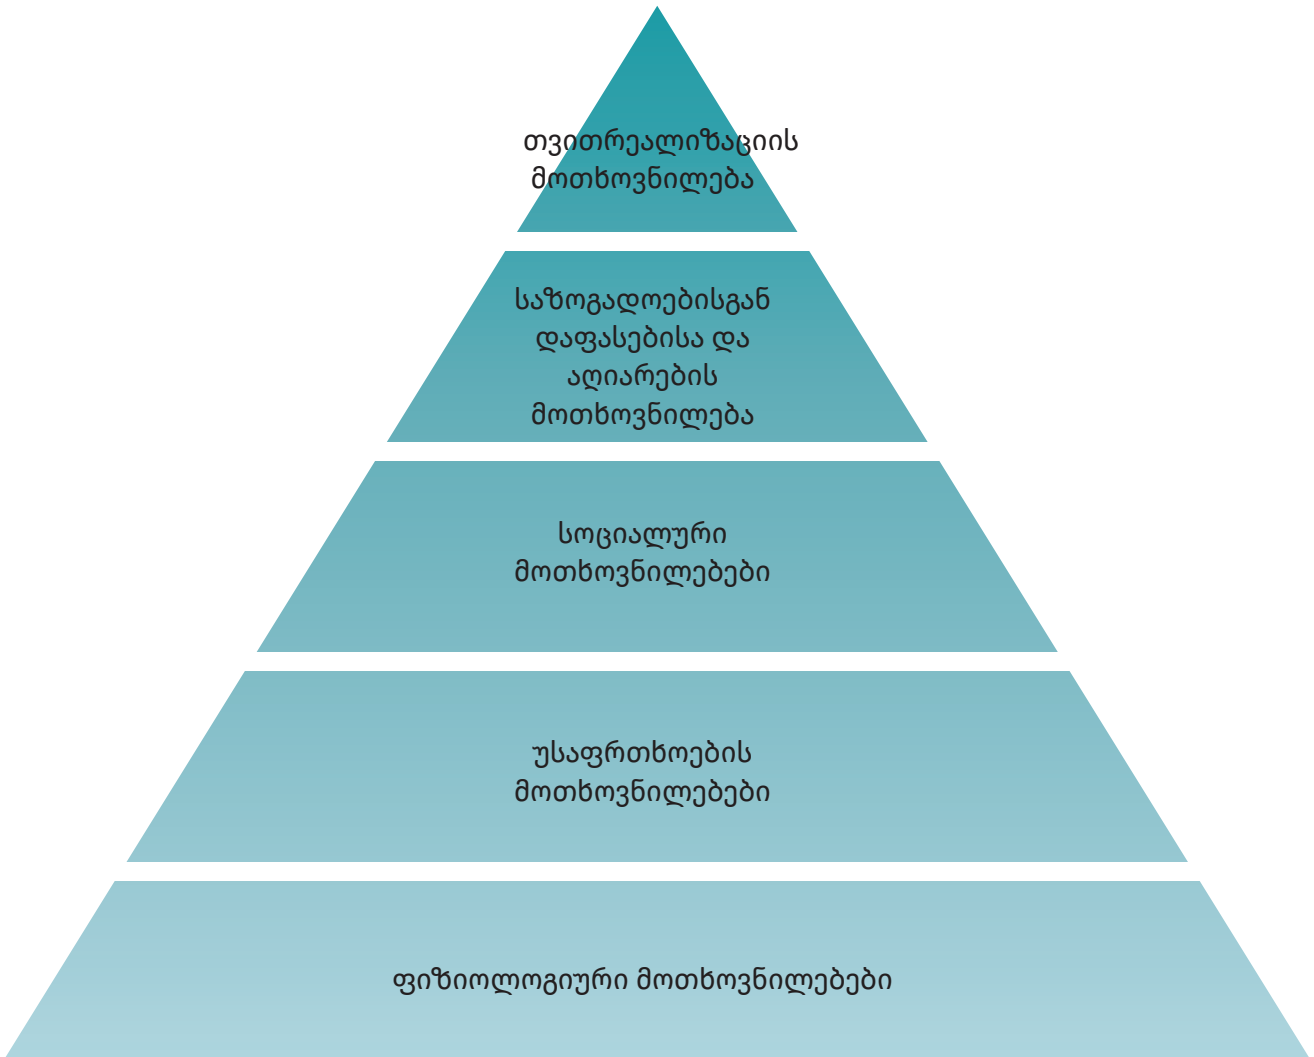 თვითრეალიზაციის
მოთხოვნილება
საზოგადოებისგან
დაფასებისა და
აღიარების
მოთხოვნილება
სოციალური
მოთხოვნილებები
უსაფრთხოების
მოთხოვნილებები
ფიზიოლოგიური მოთხოვნილებები